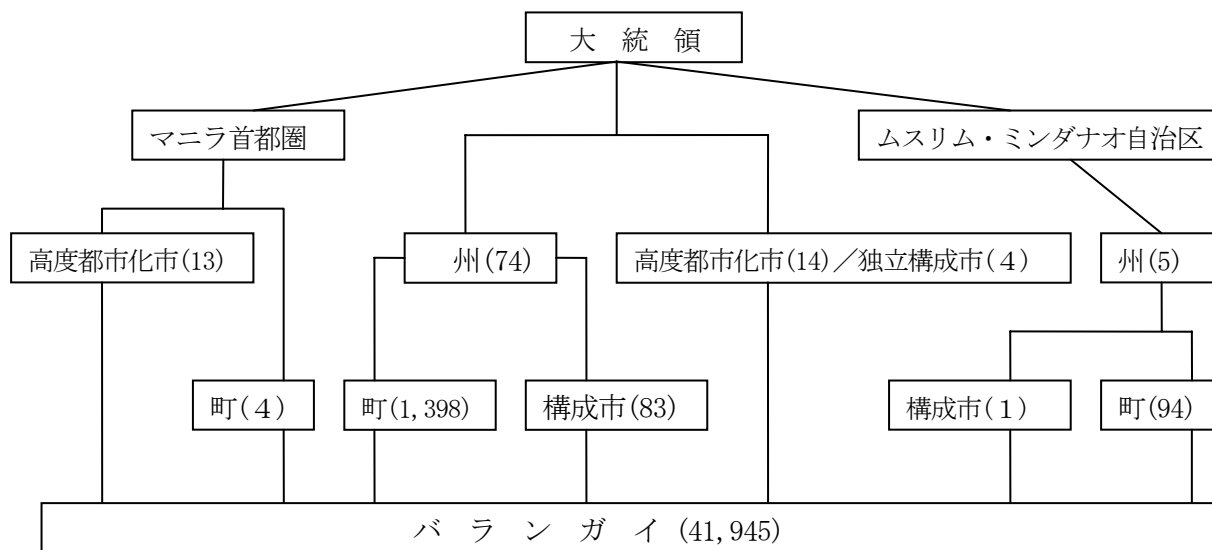 大 統 領
マニラ首都圏
ムスリム・ミンダナオ自治区
高度都市化市(13)
州(74)
高度都市化市(14)/独立構成市(4)
州(5)
町(4)
町(1,398)
構成市(83)
構成市(1)
町(94)
バ ラ ン ガ イ (41,945)